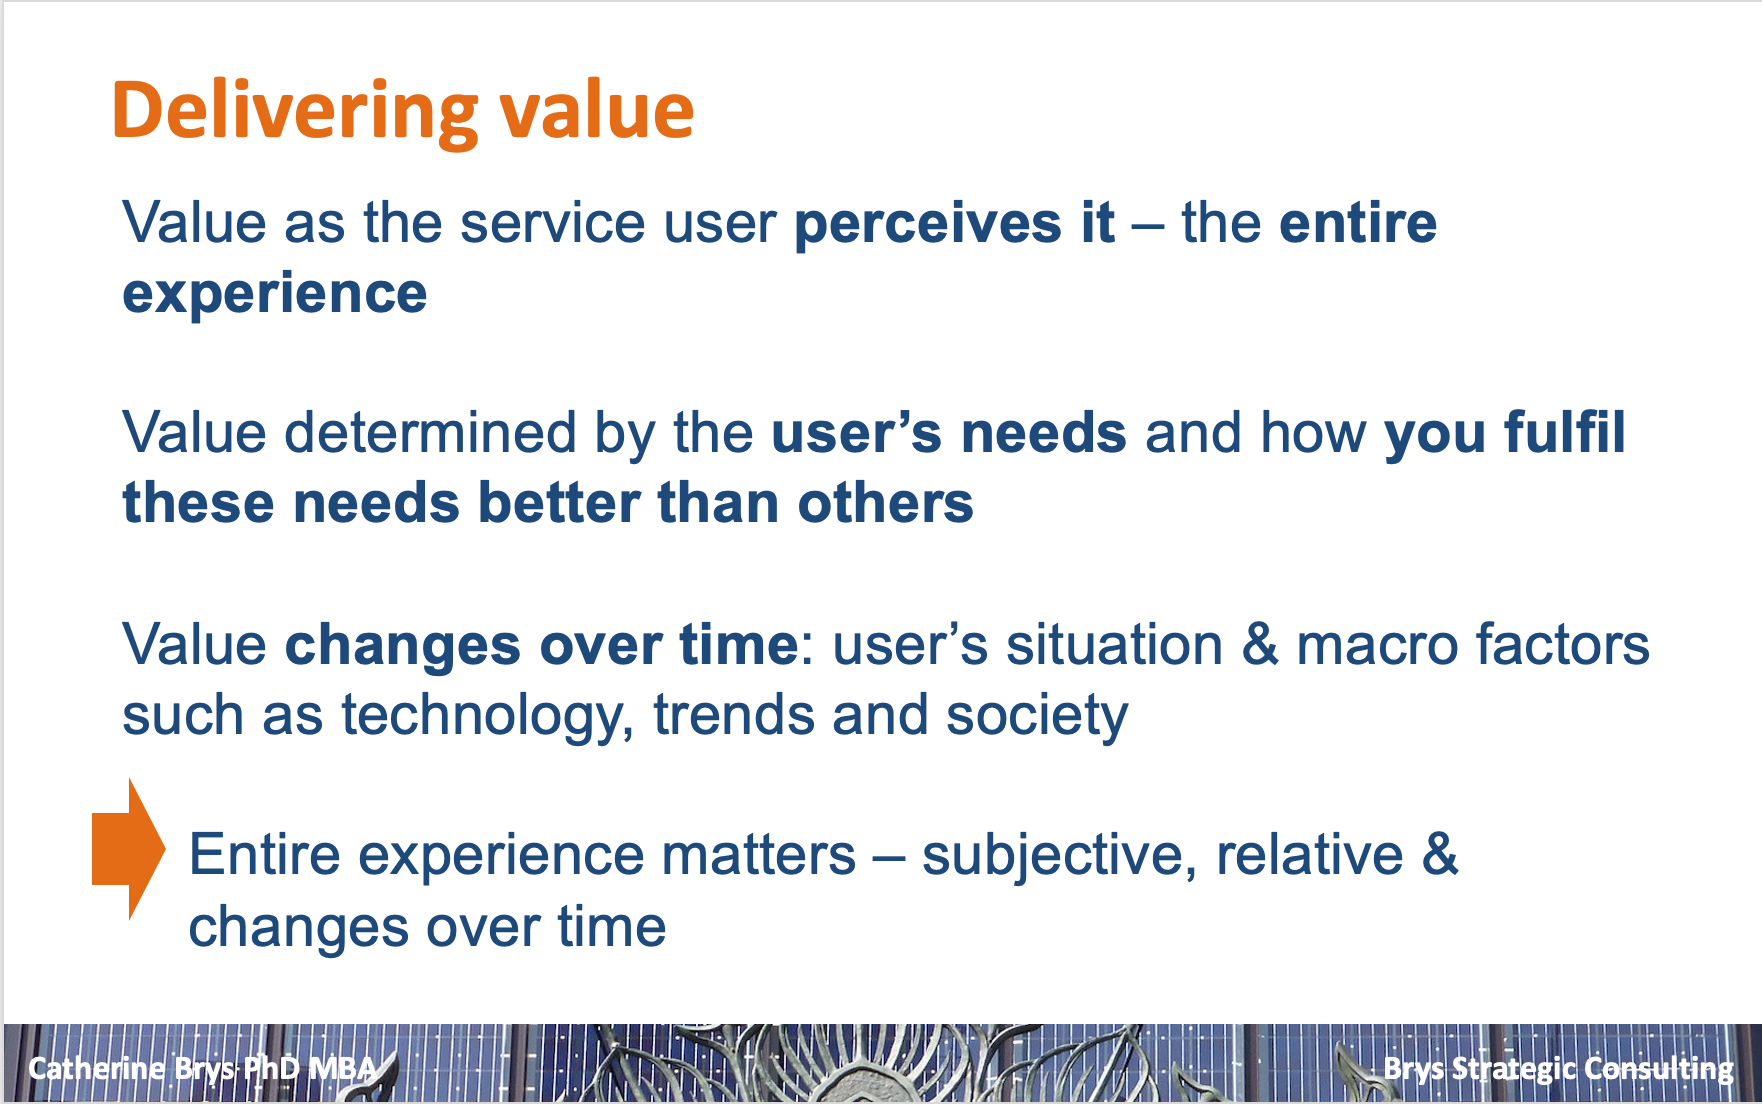 Delivering value
Value as the service user perceives it – the entire
experience
Value determined by the user’s needs and how you fulfil
these needs better than others
Value changes over time: user’s situation & macro factors
such as technology, trends and society
Entire experience matters – subjective, relative &
changes over time
Catherine Brys PhD MBA
Brys Strategic Consulting